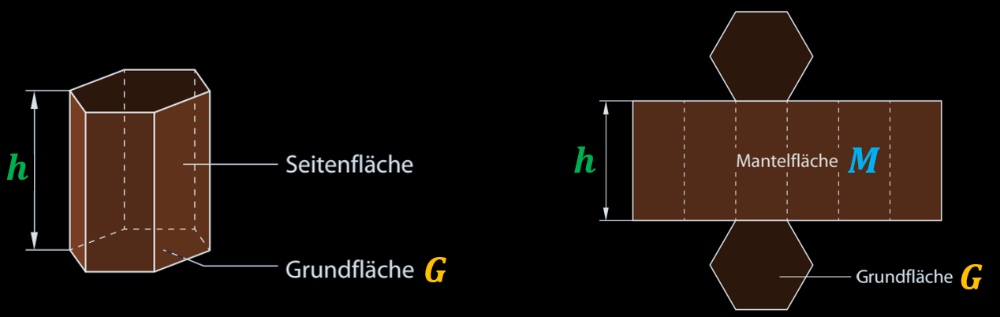 h
Seitenfläche
Grundfläche G
h
Mantelfläche M
Grundfläche G